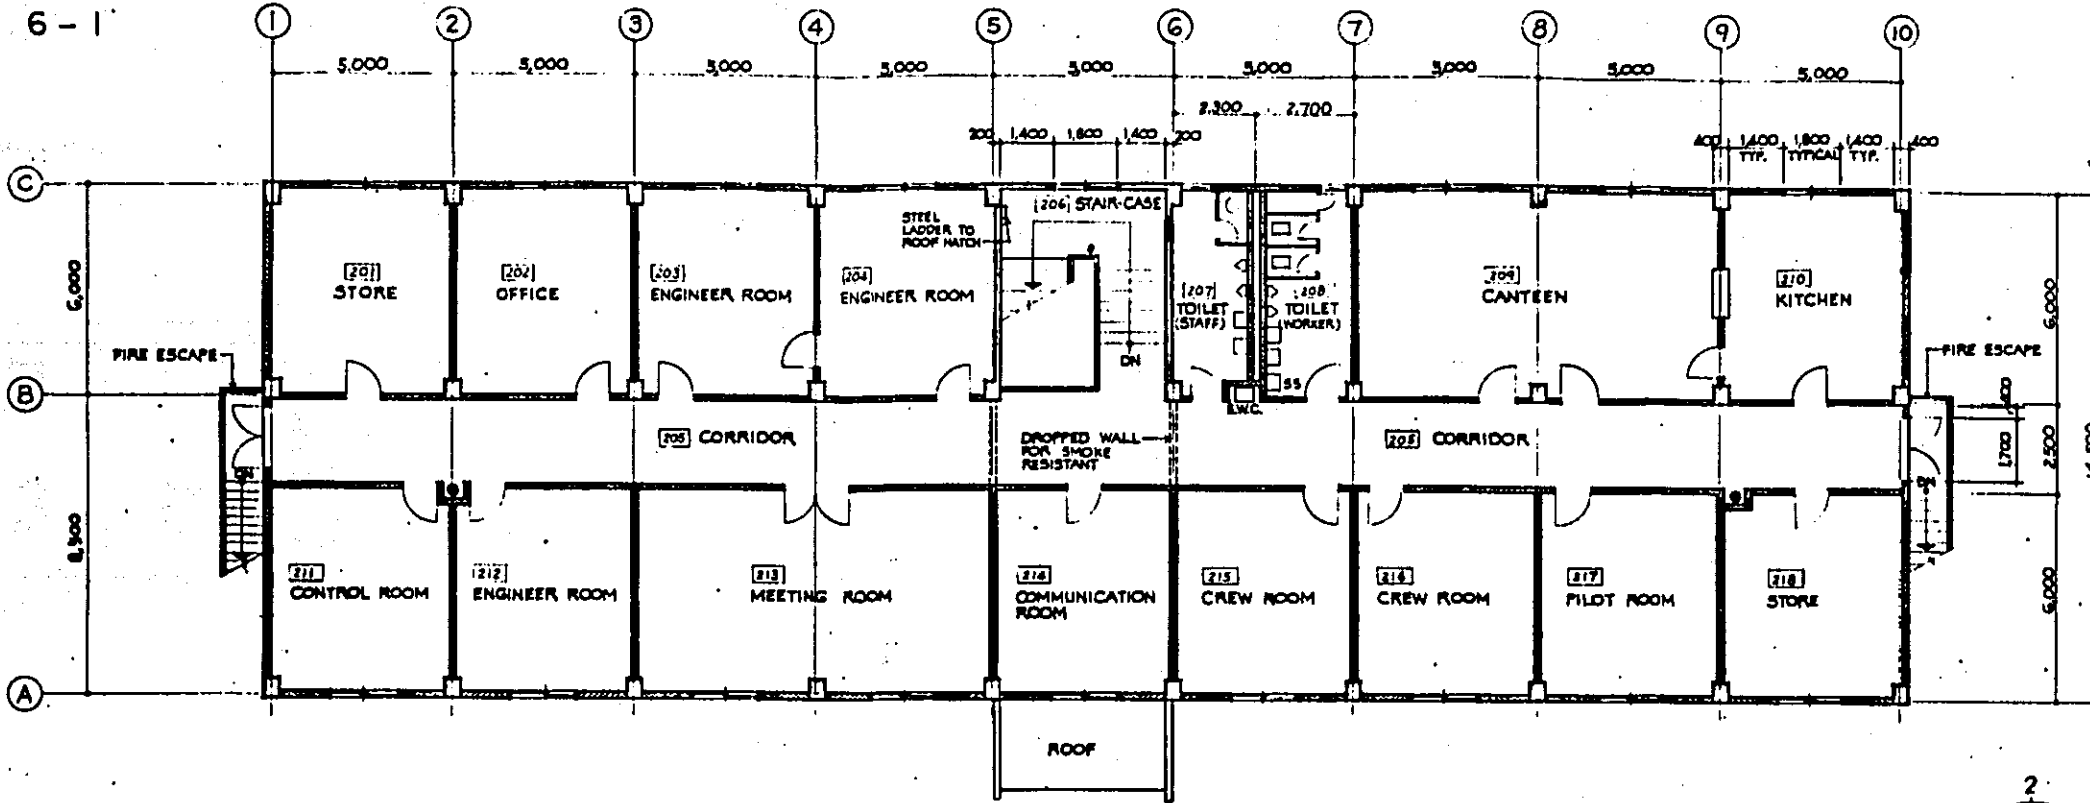 6-1
1 2 3 4 5 6 7 8 9 10
5,000 5,000 5,000 5,000 5,000 5,000 5,000 5,000 5,000
2,300 2,700
200 1,400 1,600 1,400 200
400 1,400 1,800 1,400 400
TYP. TYPICAL TYP.
C
[206] STAIR-CASE
STEEL
LADDER TO
ROOF HATCH
201
STORE
202
OFFICE
203
ENGINEER ROOM
204
ENGINEER ROOM
207
TOILET
(STAFF)
208
TOILET
(WORKER)
209
CANTEEN
210
KITCHEN
6,000
6,000
FIRE ESCAPE
DN
S.S
FIRE ESCAPE
B
400
205 CORRIDOR
DROPPED WALL
FOR SMOKE
RESISTANT
205 CORRIDOR
1,700
2,500
DN
DN
8,500
211
CONTROL ROOM
212
ENGINEER ROOM
213
MEETING ROOM
214
COMMUNICATION
ROOM
215
CREW ROOM
216
CREW ROOM
217
PILOT ROOM
218
STORE
6,000
A
ROOF
2